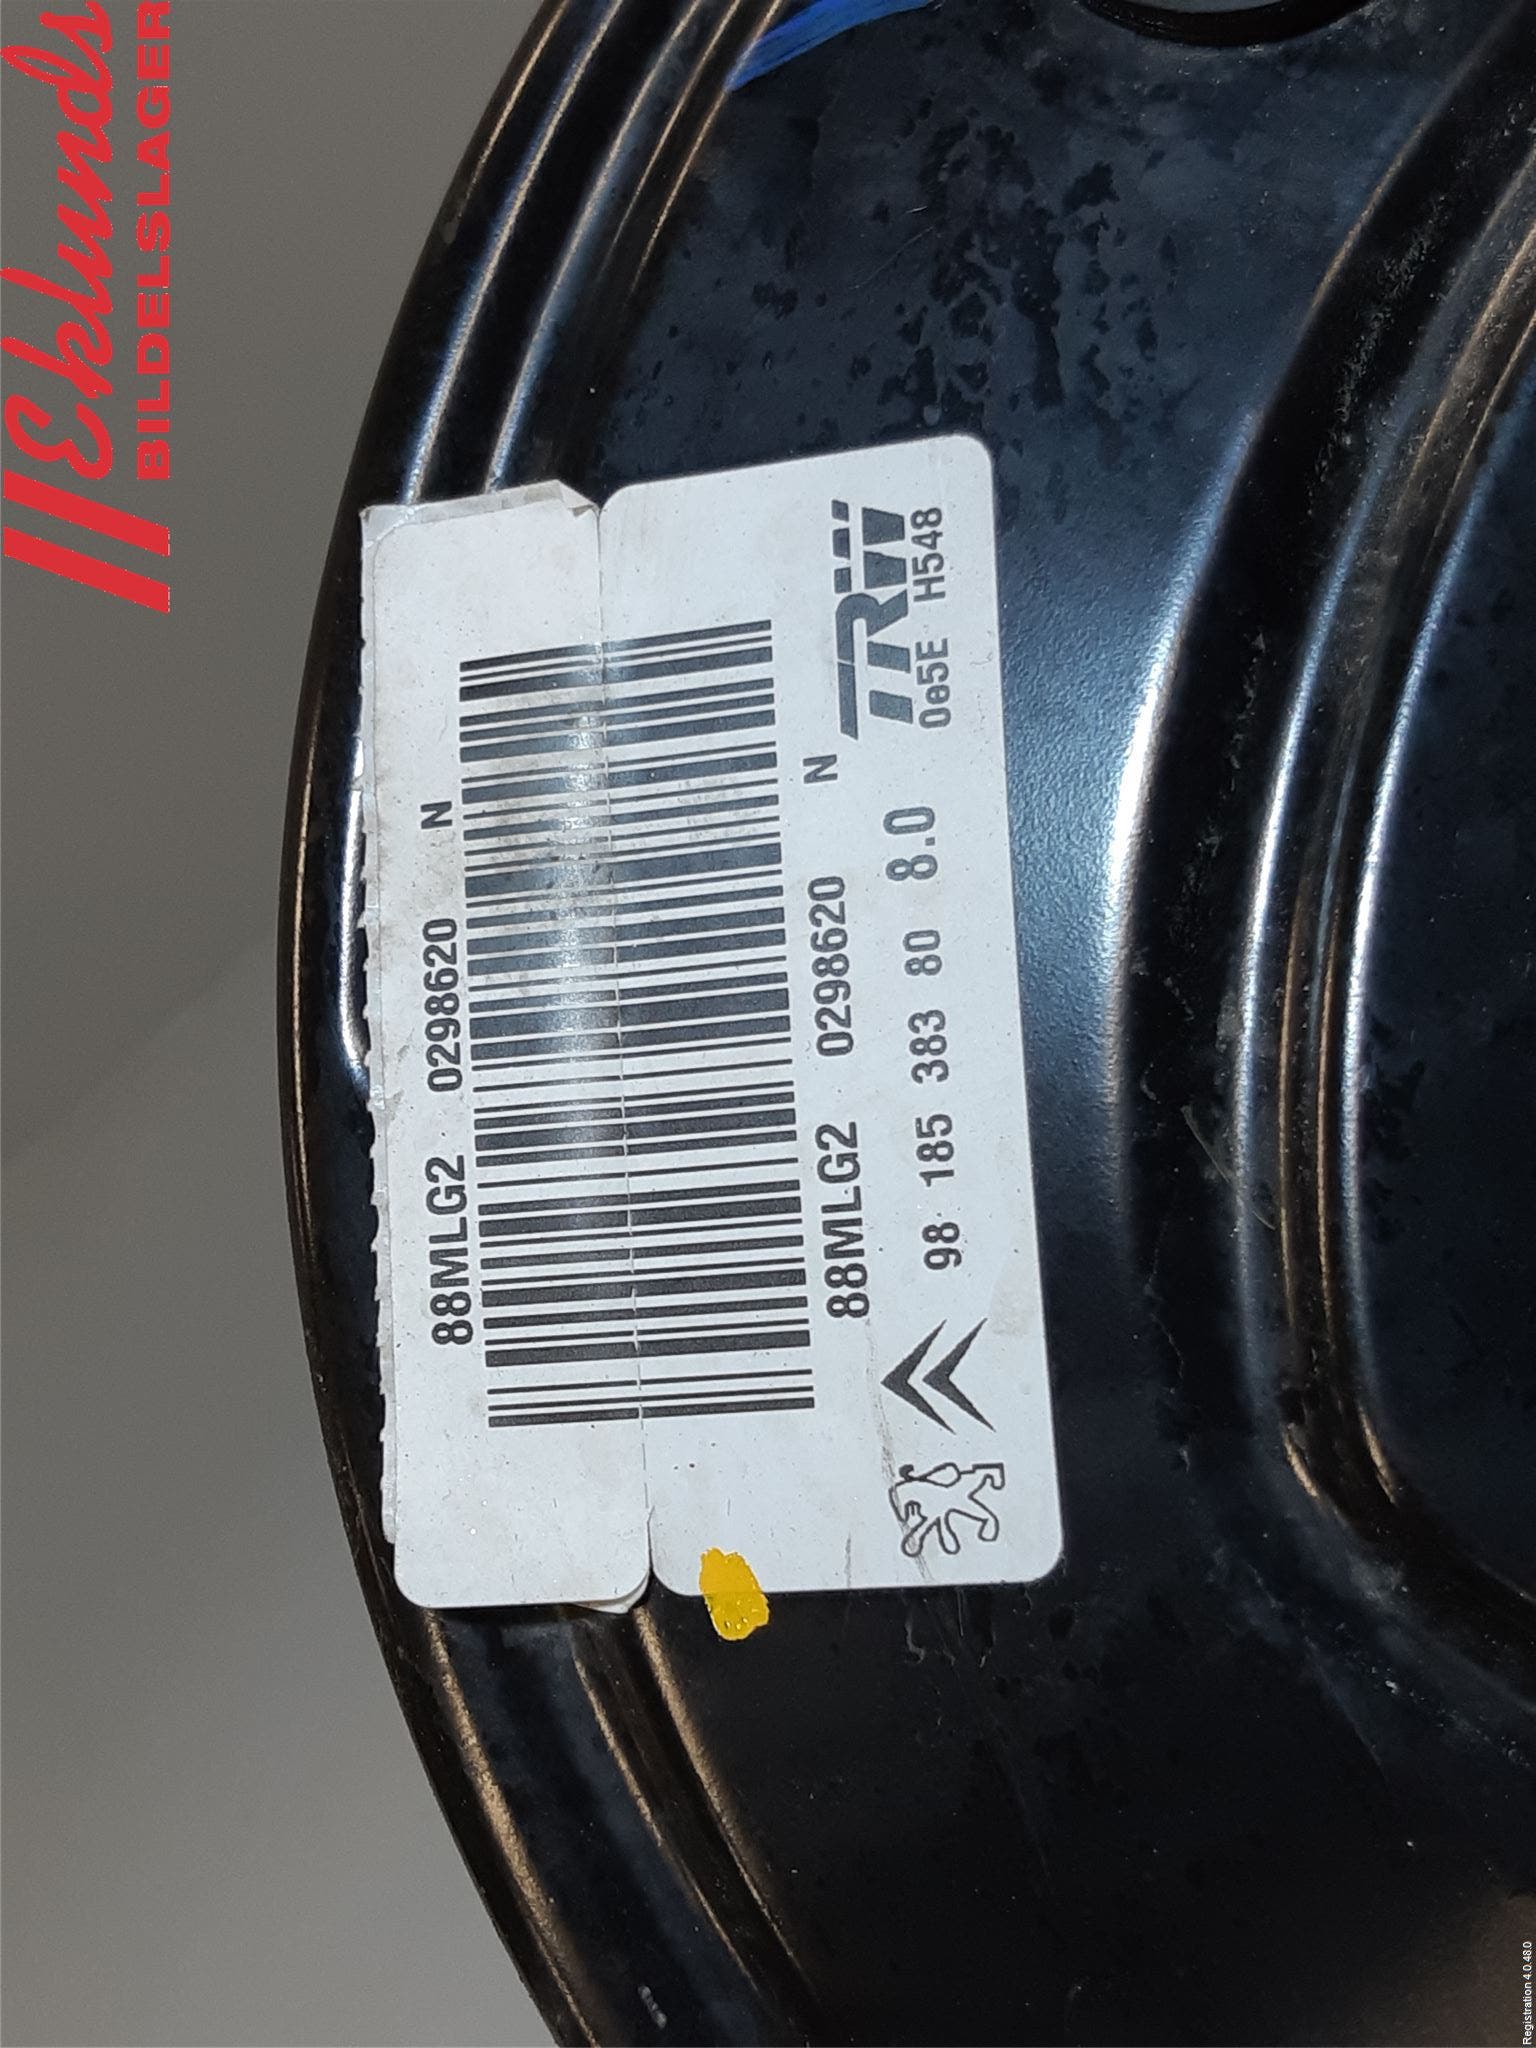 Eklunds
BILDELSLAGER
88MLG2 0298620 N
88MLG2 0298620 N
98 185 383 80 8.0
TRW
0e5E H548
Registration 4.0.48.0